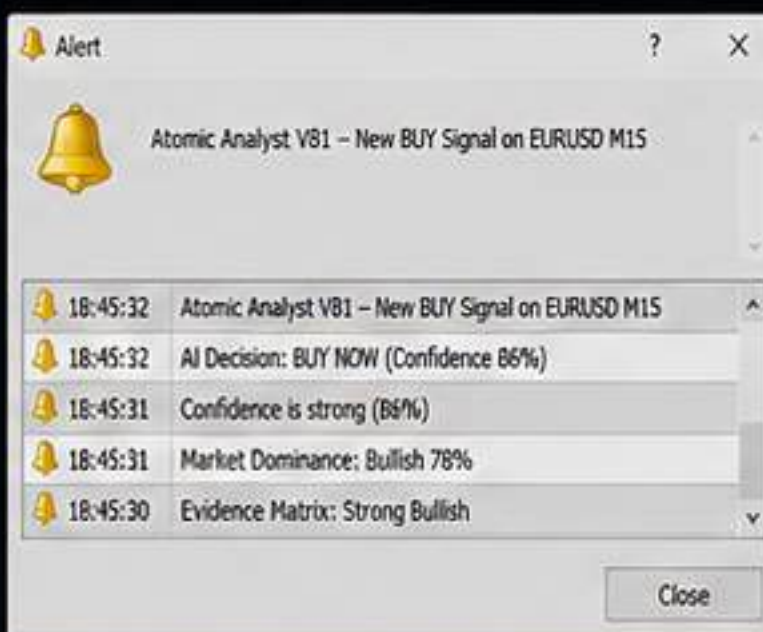 Alert
? X
Atomic Analyst V81 – New BUY Signal on EURUSD M15
18:45:32 Atomic Analyst V81 – New BUY Signal on EURUSD M15
18:45:32 AI Decision: BUY NOW (Confidence 86%)
18:45:31 Confidence is strong (86%)
18:45:31 Market Dominance: Bullish 78%
18:45:30 Evidence Matrix: Strong Bullish
Close